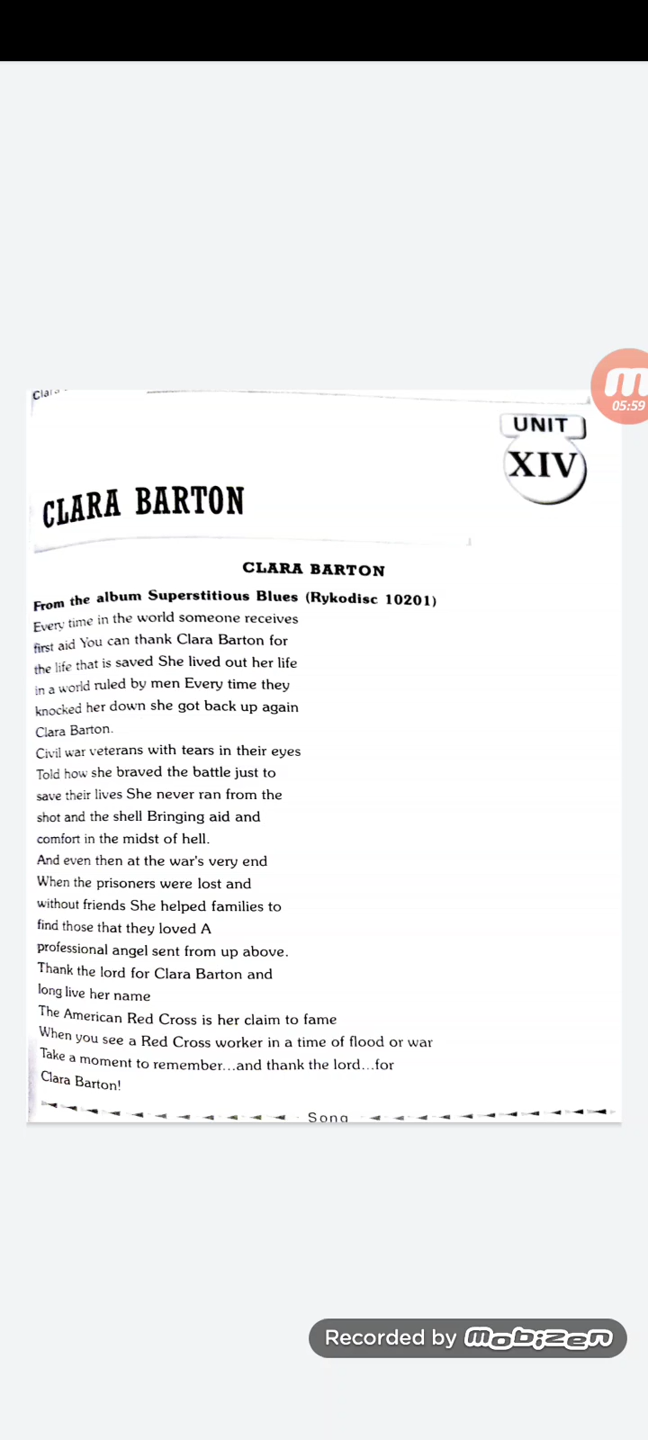 05:59
UNIT
XIV
CLARA BARTON
CLARA BARTON
From the album Superstitious Blues (Rykodisc 10201)
Every time in the world someone receives
first aid You can thank Clara Barton for
the life that is saved She lived out her life
in a world ruled by men Every time they
knocked her down she got back up again
Clara Barton.
Civil war veterans with tears in their eyes
Told how she braved the battle just to
save their lives She never ran from the
shot and the shell Bringing aid and
comfort in the midst of hell.
And even then at the war's very end
When the prisoners were lost and
without friends She helped families to
find those that they loved A
professional angel sent from up above.
Thank the lord for Clara Barton and
long live her name
The American Red Cross is her claim to fame
When you see a Red Cross worker in a time of flood or war
Take a moment to remember...and thank the lord...for
Clara Barton!
Song
Recorded by mobizen